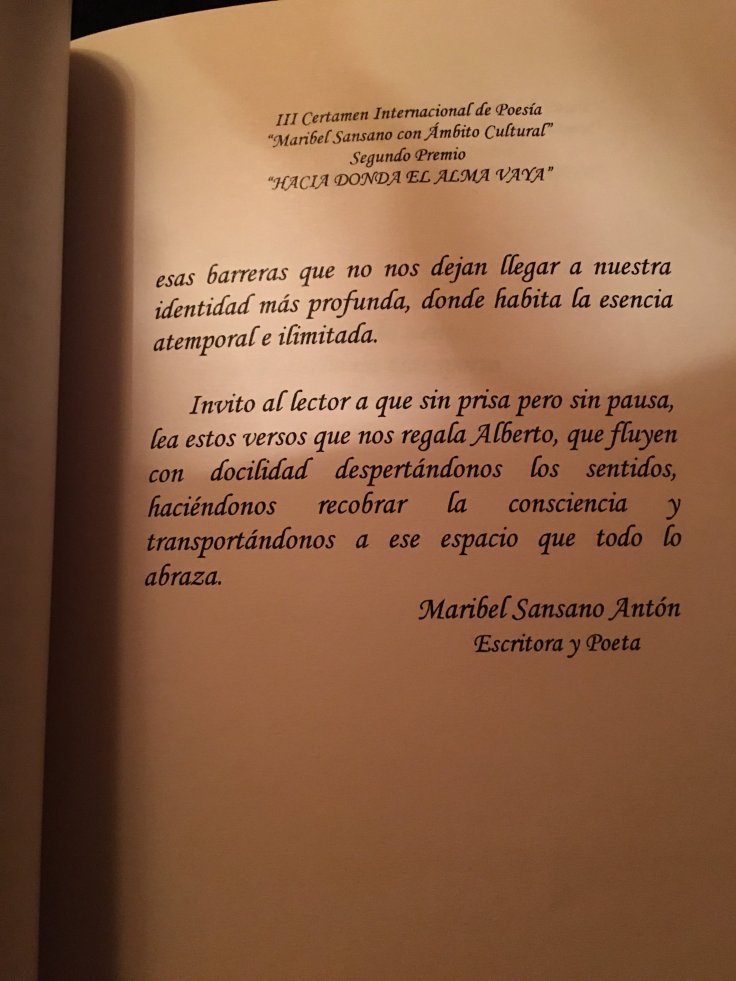 III Certamen Internacional de Poesía
“Maribel Sansano con Ámbito Cultural”
Segundo Premio
“HACIA DONDA EL ALMA VAYA”
esas barreras que no nos dejan llegar a nuestra
identidad más profunda, donde habita la esencia
atemporal e ilimitada.
Invito al lector a que sin prisa pero sin pausa,
lea estos versos que nos regala Alberto, que fluyen
con docilidad despertándonos los sentidos,
haciéndonos recobrar la consciencia y
transportándonos a ese espacio que todo lo
abraza.
Maribel Sansano Antón
Escritora y Poeta